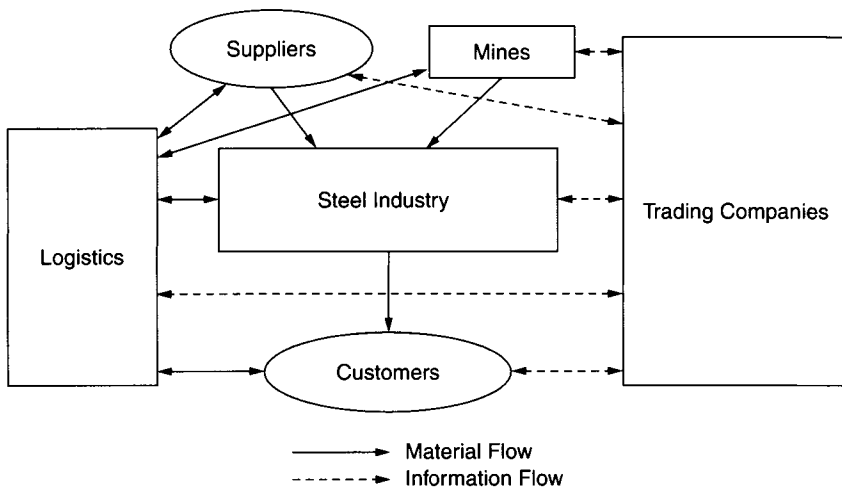 Suppliers
Mines
Steel Industry
Trading Companies
Logistics
Customers
Material Flow
Information Flow